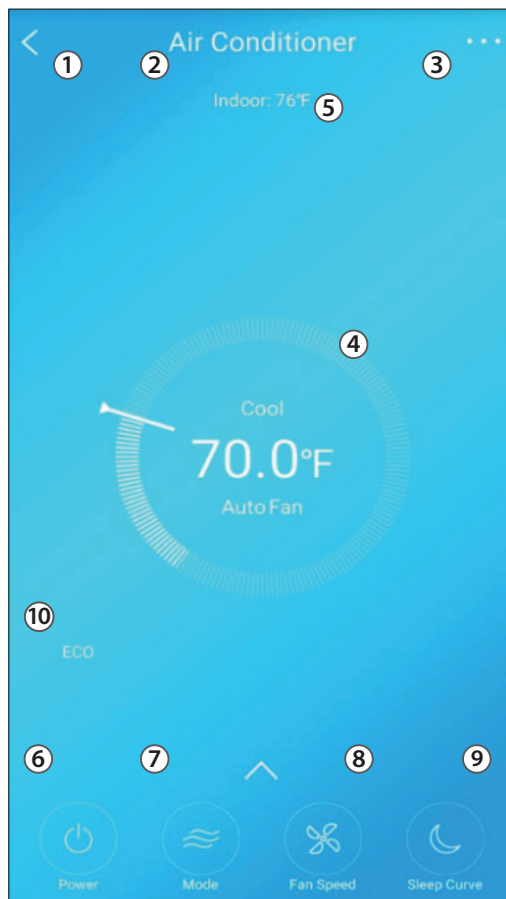 Air Conditioner
① ② ③
Indoor: 76°F ⑤
④
Cool
70.0°F
Auto Fan
⑩
ECO
⑥ ⑦ ⑧ ⑨
Power Mode Fan Speed Sleep Curve